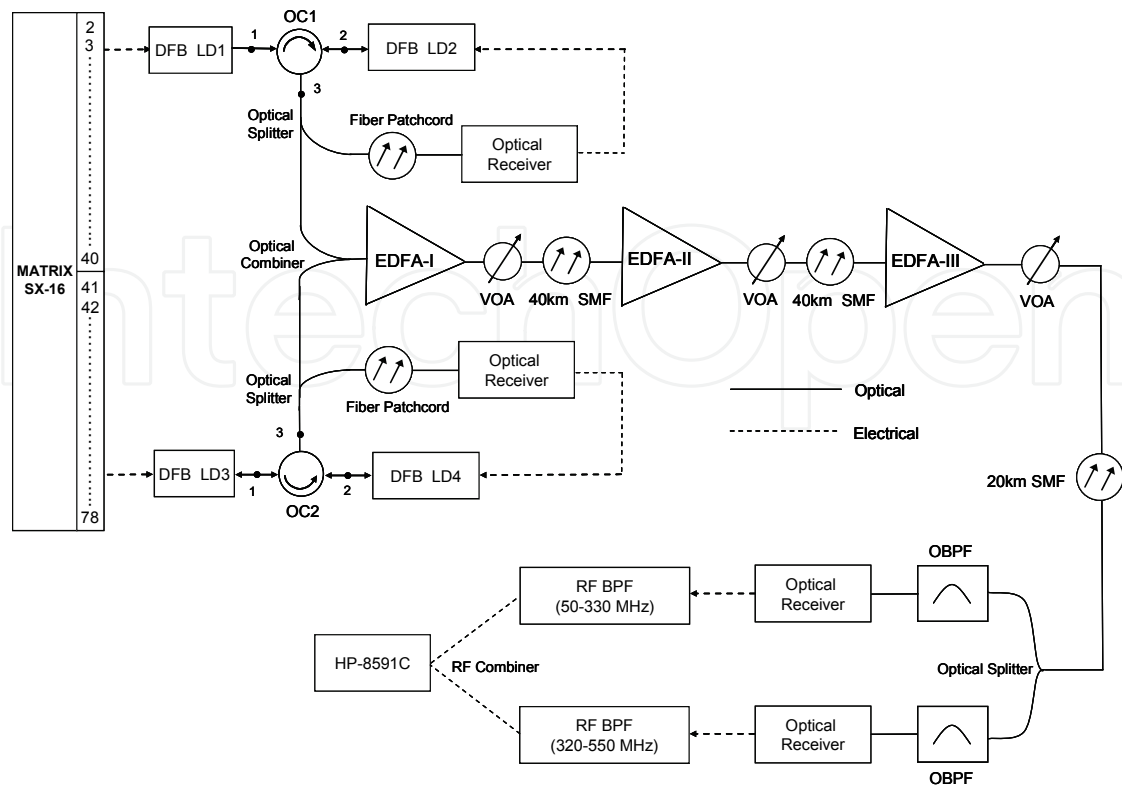 OC1
2
3
1
2
DFB LD1
DFB LD2
3
Optical
Splitter
Fiber Patchcord
Optical
Receiver
40
MATRIX
SX-16
41
42
Optical
Combiner
EDFA-I
VOA
40km SMF
EDFA-II
VOA
40km SMF
EDFA-III
VOA
IntechOpen
Optical
Splitter
Fiber Patchcord
Optical
Receiver
Optical
Electrical
3
DFB LD3
1
2
DFB LD4
OC2
78
20km SMF
OBPF
RF BPF
(50-330 MHz)
Optical
Receiver
HP-8591C
RF Combiner
Optical Splitter
RF BPF
(320-550 MHz)
Optical
Receiver
OBPF